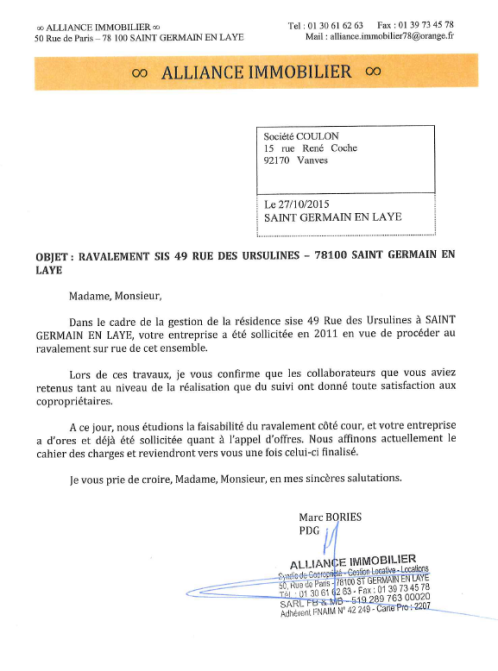 ∞ ALLIANCE IMMOBILIER ∞
50 Rue de Paris – 78 100 SAINT GERMAIN EN LAYE
Tel : 01 30 61 62 63 Fax : 01 39 73 45 78
Mail : alliance.immobilier78@orange.fr
∞ ALLIANCE IMMOBILIER ∞
Société COULON
15 rue René Coche
92170 Vanves
Le 27/10/2015
SAINT GERMAIN EN LAYE
OBJET : RAVALEMENT SIS 49 RUE DES URSULINES – 78100 SAINT GERMAIN EN
LAYE
Madame, Monsieur,
Dans le cadre de la gestion de la résidence sise 49 Rue des Ursulines à SAINT
GERMAIN EN LAYE, votre entreprise a été sollicitée en 2011 en vue de procéder au
ravalement sur rue de cet ensemble.
Lors de ces travaux, je vous confirme que les collaborateurs que vous aviez
retenus tant au niveau de la réalisation que du suivi ont donné toute satisfaction aux
copropriétaires.
A ce jour, nous étudions la faisabilité du ravalement côté cour, et votre entreprise
a d'ores et déjà été sollicitée quant à l'appel d'offres. Nous affinons actuellement le
cahier des charges et reviendront vers vous une fois celui-ci finalisé.
Je vous prie de croire, Madame, Monsieur, en mes sincères salutations.
Marc BORIES
PDG
ALLIANCE IMMOBILIER
Syndic de Copropriété - Gestion Locative - Locations
50, Rue de Paris - 78100 ST GERMAIN EN LAYE
Tél. : 01 30 61 62 63 - Fax : 01 39 73 45 78
SARL FB & MB - 519 289 763 00020
Adhérent FNAIM N° 42 249 - Carte Pro : 2207